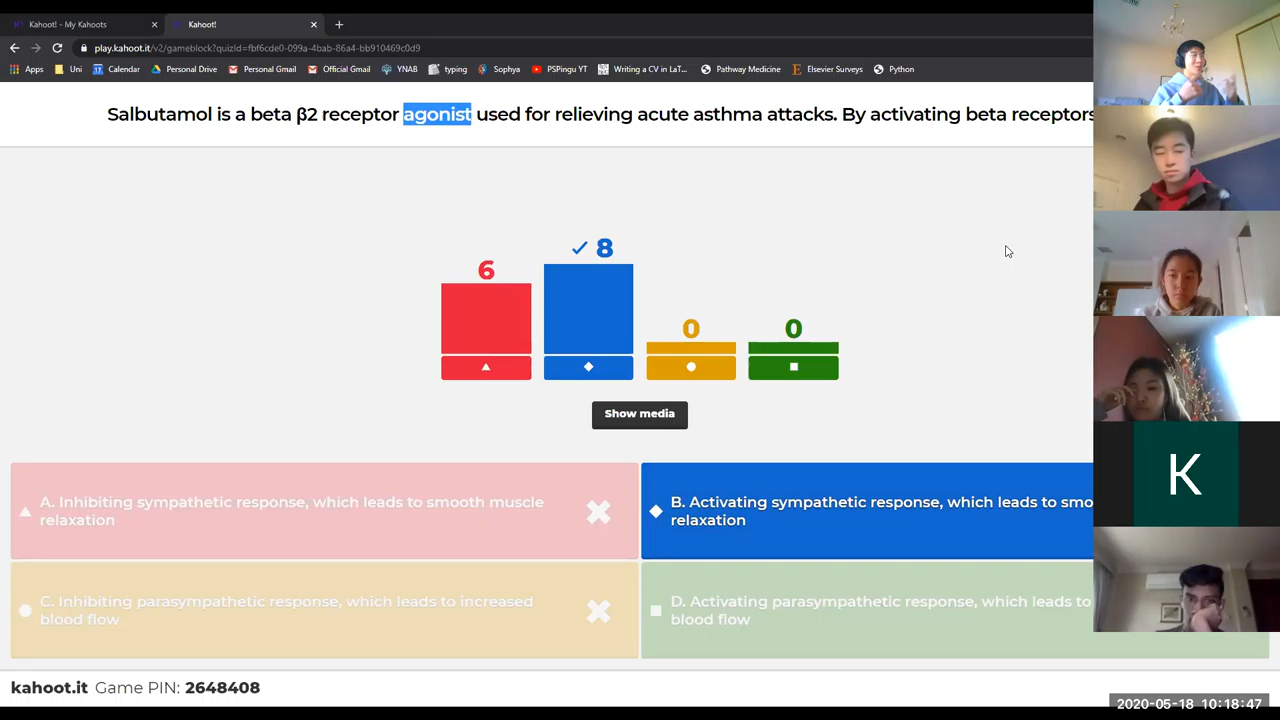 Kahoot! - My Kahoots
Kahoot!
play.kahoot.it/v2/gameblock?quizId=fbf6cde0-099a-4bab-86a4-bb910469c0d9
Apps Uni Calendar Personal Drive Personal Gmail Official Gmail YNAB typing Sophya PSPingu YT Writing a CV in LaT... Pathway Medicine Elsevier Surveys Python
Salbutamol is a beta β2 receptor agonist used for relieving acute asthma attacks. By activating beta receptors
6
8
0
0
Show media
A. Inhibiting sympathetic response, which leads to smooth muscle
relaxation
B. Activating sympathetic response, which leads to smo
relaxation
C. Inhibiting parasympathetic response, which leads to increased
blood flow
D. Activating parasympathetic response, which leads to
blood flow
K
kahoot.it Game PIN: 2648408
2020-05-18 10:18:47